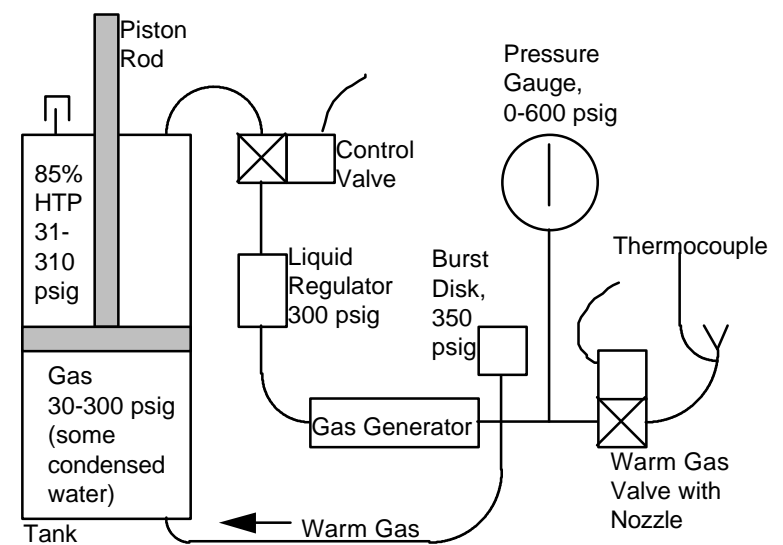 Piston
Rod
Pressure
Gauge,
0-600 psig
Control
Valve
85%
HTP
31-
310
psig
Liquid
Regulator
300 psig
Burst
Disk,
350
psig
Thermocouple
Gas
30-300 psig
(some
condensed
water)
Gas Generator
Warm Gas
Valve with
Nozzle
Tank
Warm Gas